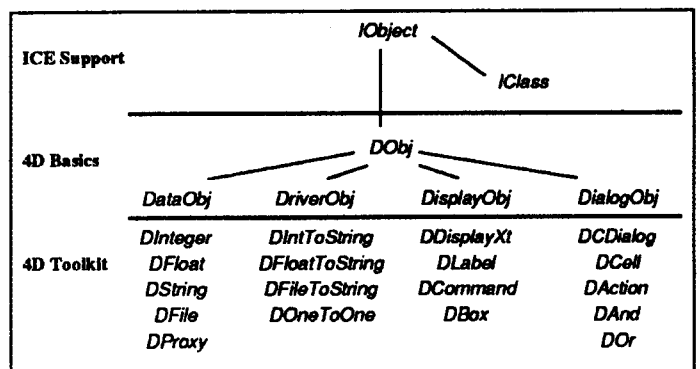 IObject
ICE Support
IClass
DObj
4D Basics
DataObj DriverObj DisplayObj DialogObj
DInteger DIntToString DDisplayXt DCDialog
4D Toolkit DFloat DFloatToString DLabel DCell
DString DFileToString DCommand DAction
DFile DOneToOne DBox DAnd
DProxy DOr